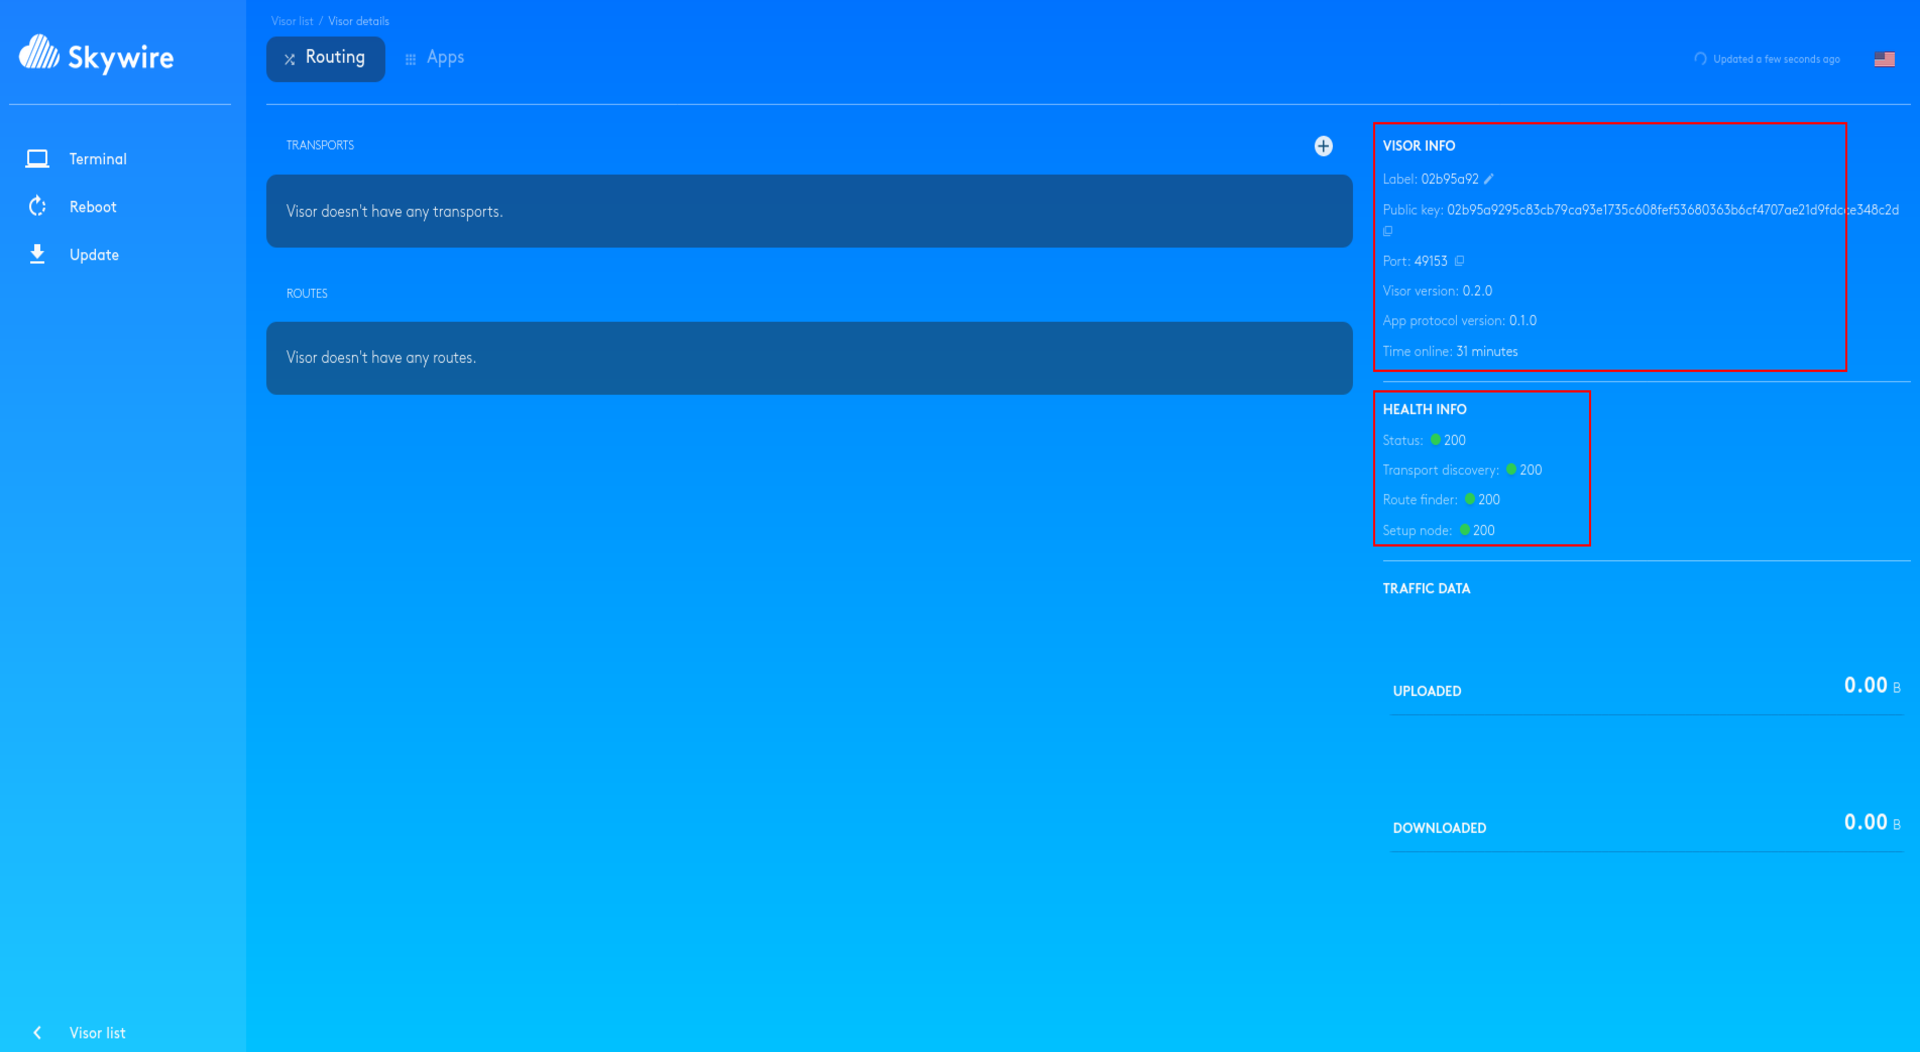 Skywire
Terminal
Reboot
Update
Visor list
Visor list / Visor details
Routing
Apps
Updated a few seconds ago
TRANSPORTS
Visor doesn't have any transports.
ROUTES
Visor doesn't have any routes.
VISOR INFO
Label: 02b95a92
Public key: 02b95a9295c83cb79ca93e1735c608fef53680363b6cf4707ae21d9fdcce348c2d
Port: 49153
Visor version: 0.2.0
App protocol version: 0.1.0
Time online: 31 minutes
HEALTH INFO
Status: 200
Transport discovery: 200
Route finder: 200
Setup node: 200
TRAFFIC DATA
UPLOADED 0.00 B
DOWNLOADED 0.00 B